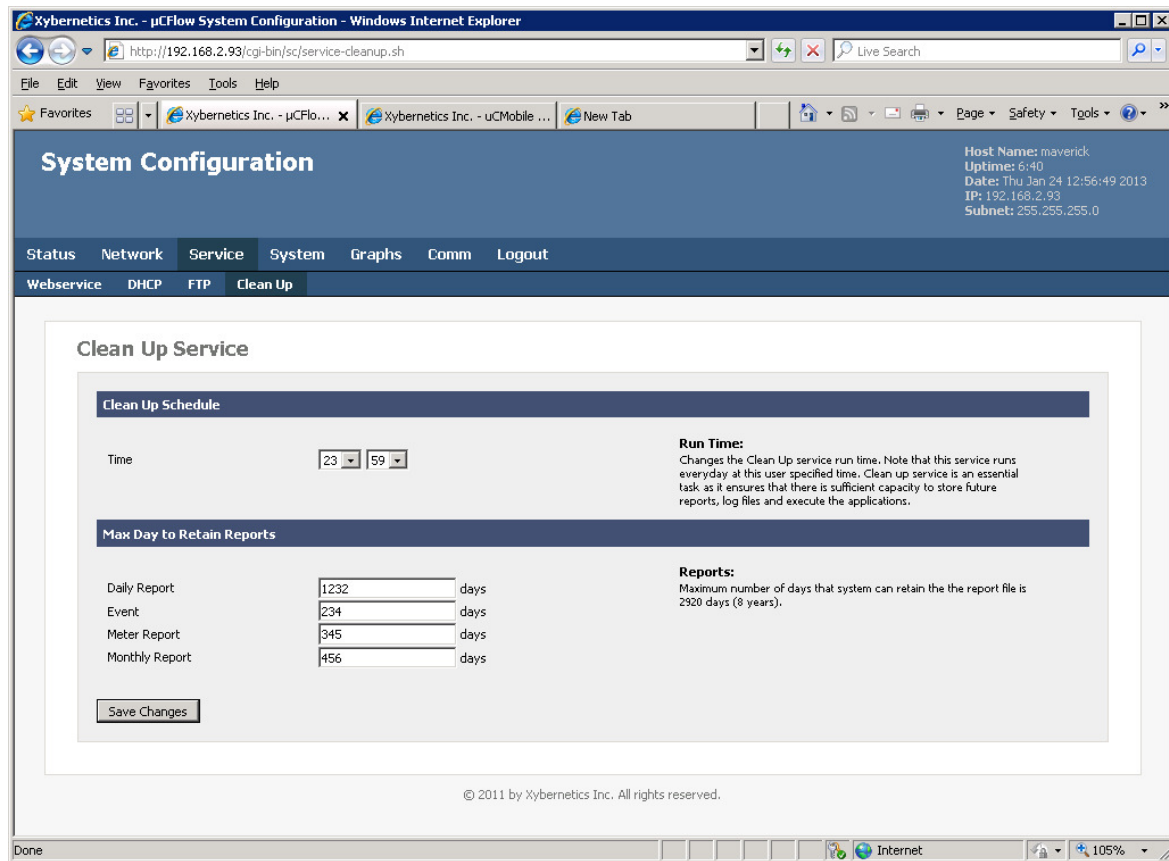 Xybernetics Inc. - µCFlow System Configuration - Windows Internet Explorer
http://192.168.2.93/cgi-bin/sc/service-cleanup.sh
Live Search
File Edit View Favorites Tools Help
Favorites
Xybernetics Inc. - µCFlo...
Xybernetics Inc. - uCMobile ...
New Tab
Page
Safety
Tools
»
System Configuration
Host Name: maverick
Uptime: 6:40
Date: Thu Jan 24 12:56:49 2013
IP: 192.168.2.93
Subnet: 255.255.255.0
Status Network Service System Graphs Comm Logout
Webservice DHCP FTP Clean Up
Clean Up Service
Clean Up Schedule
Time 23 59
Run Time:
Changes the Clean Up service run time. Note that this service runs
everyday at this user specified time. Clean up service is an essential
task as it ensures that there is sufficient capacity to store future
reports, log files and execute the applications.
Max Day to Retain Reports
Daily Report 1232 days
Event 234 days
Meter Report 345 days
Monthly Report 456 days
Reports:
Maximum number of days that system can retain the the report file is
2920 days (8 years).
Save Changes
© 2011 by Xybernetics Inc. All rights reserved.
Done
Internet
105%